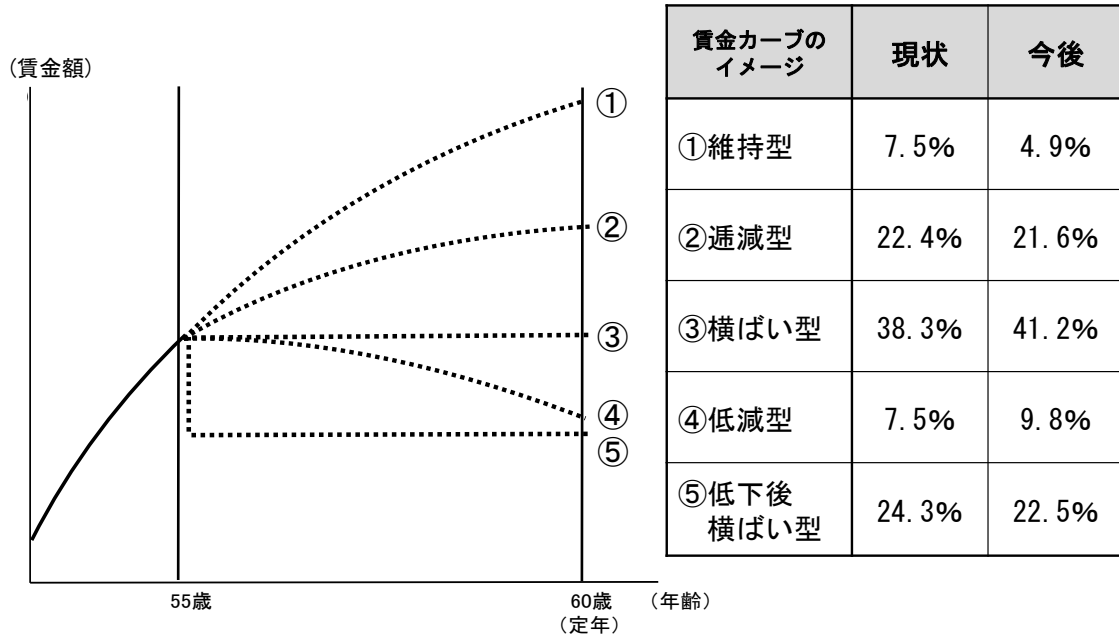 (賃金額)
①
②
③
④
⑤
55歳
60歳
(定年)
(年齢)
賃金カーブの
イメージ
現状
今後
①維持型
7.5%
4.9%
②逓減型
22.4%
21.6%
③横ばい型
38.3%
41.2%
④低減型
7.5%
9.8%
⑤低下後
横ばい型
24.3%
22.5%